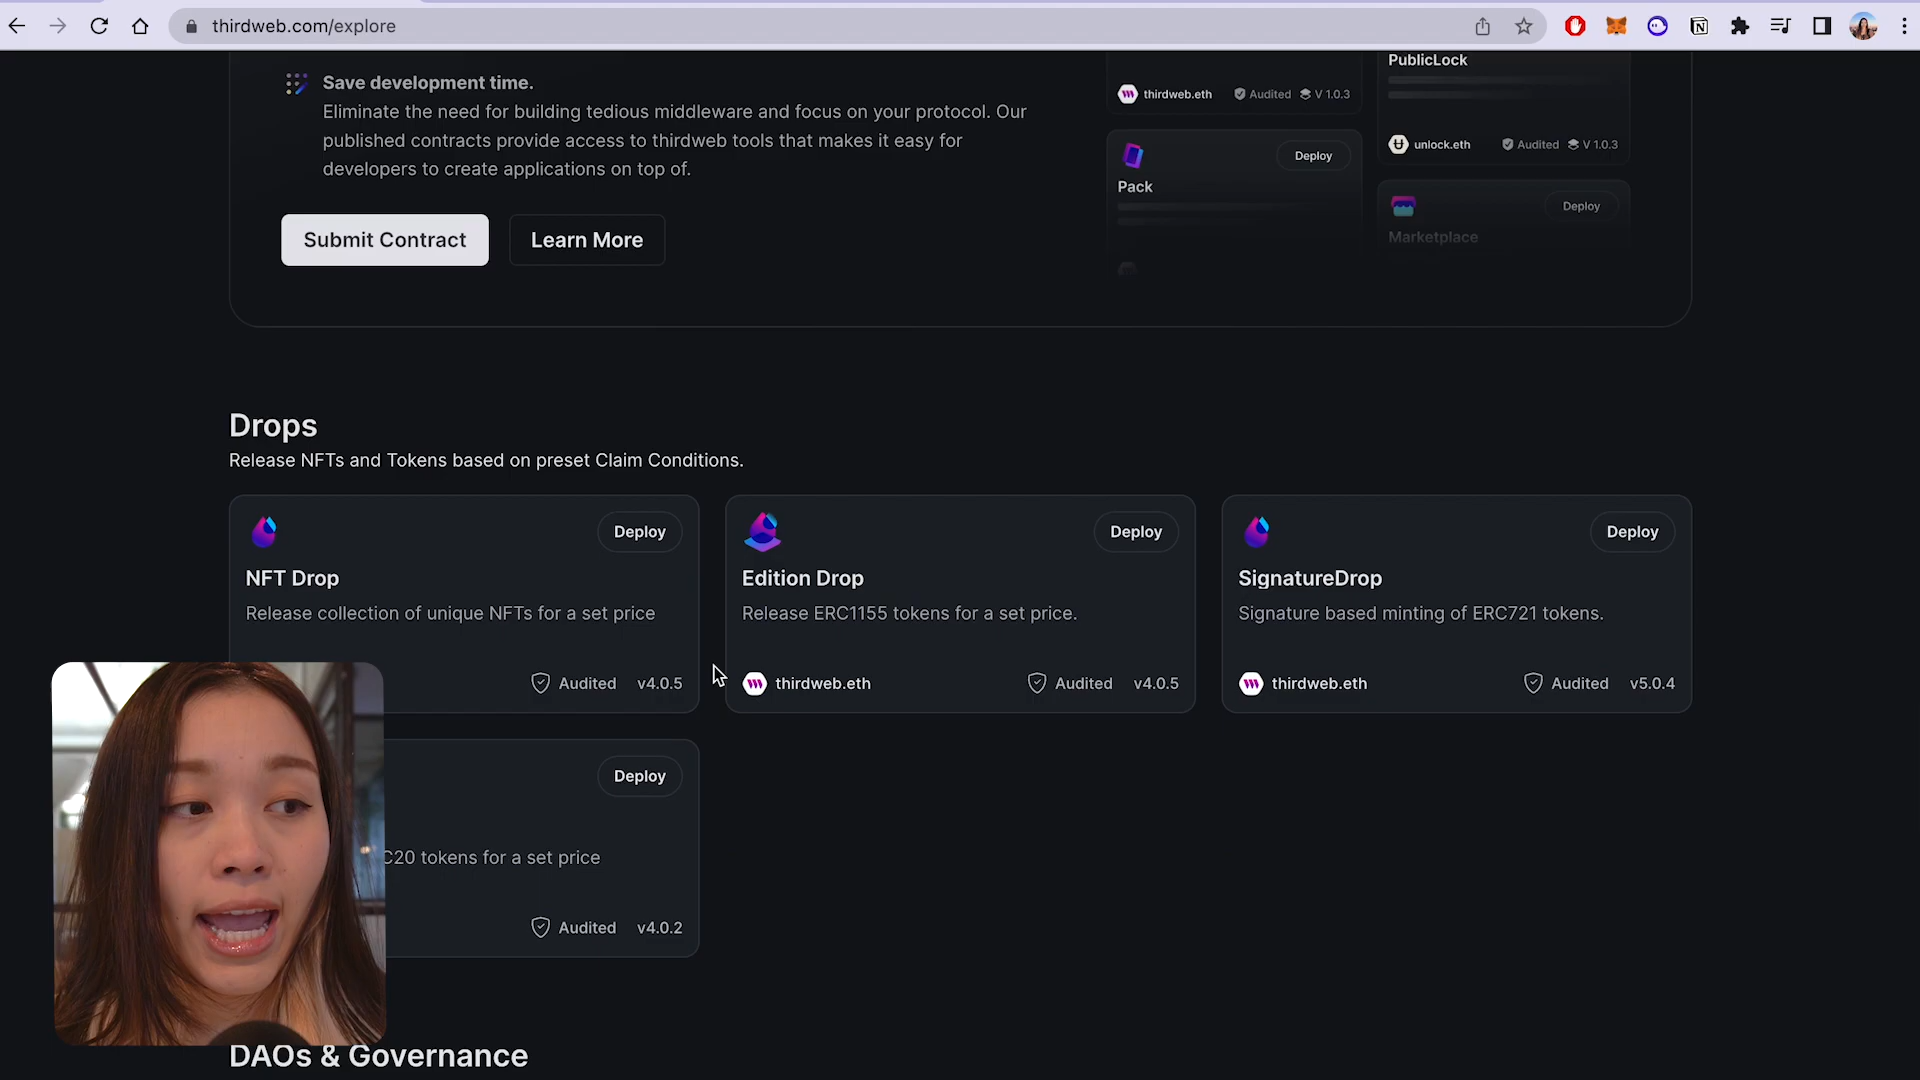 thirdweb.com/explore
Save development time.
Eliminate the need for building tedious middleware and focus on your protocol. Our
published contracts provide access to thirdweb tools that makes it easy for
developers to create applications on top of.
Submit Contract
Learn More
thirdweb.eth
Audited
V 1.0.3
Pack
Deploy
PublicLock
unlock.eth
Audited
V 1.0.3
Deploy
Marketplace
Drops
Release NFTs and Tokens based on preset Claim Conditions.
Deploy
NFT Drop
Release collection of unique NFTs for a set price
Audited
v4.0.5
Deploy
Edition Drop
Release ERC1155 tokens for a set price.
thirdweb.eth
Audited
v4.0.5
Deploy
SignatureDrop
Signature based minting of ERC721 tokens.
thirdweb.eth
Audited
v5.0.4
Deploy
C20 tokens for a set price
Audited
v4.0.2
DAOs & Governance